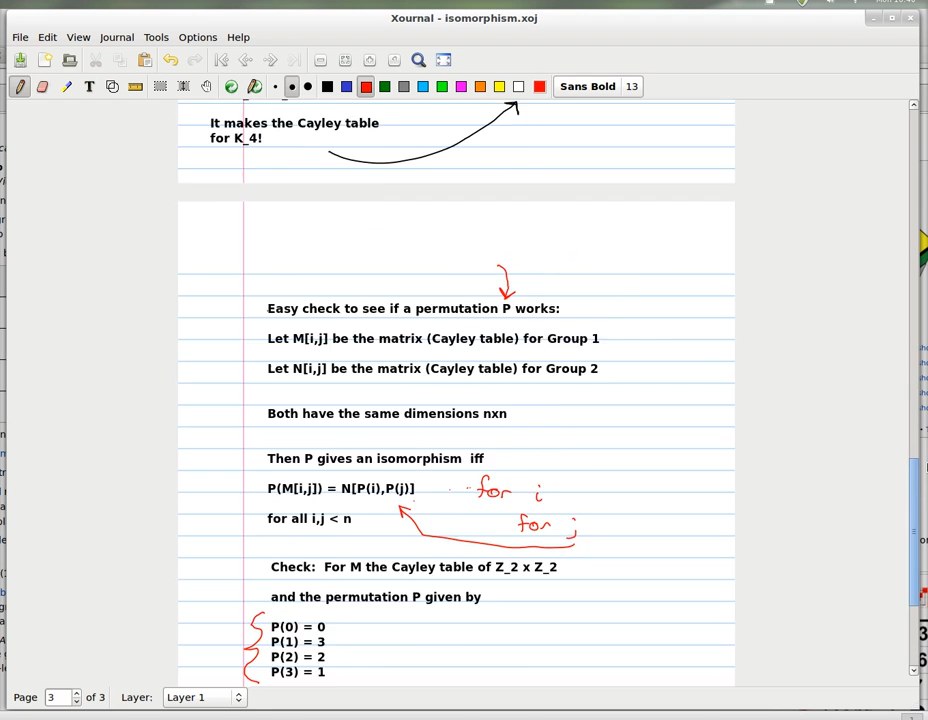 Xournal - isomorphism.xoj
File Edit View Journal Tools Options Help
T Sans Bold 13
It makes the Cayley table
for K_4!
Easy check to see if a permutation P works:
Let M[i,j] be the matrix (Cayley table) for Group 1
Let N[i,j] be the matrix (Cayley table) for Group 2
Both have the same dimensions nxn
Then P gives an isomorphism iff
P(M[i,j]) = N[P(i),P(j)] for i
for all i,j < n for j
Check: For M the Cayley table of Z_2 x Z_2
and the permutation P given by
P(0) = 0
P(1) = 3
P(2) = 2
P(3) = 1
Page 3 of 3 Layer: Layer 1